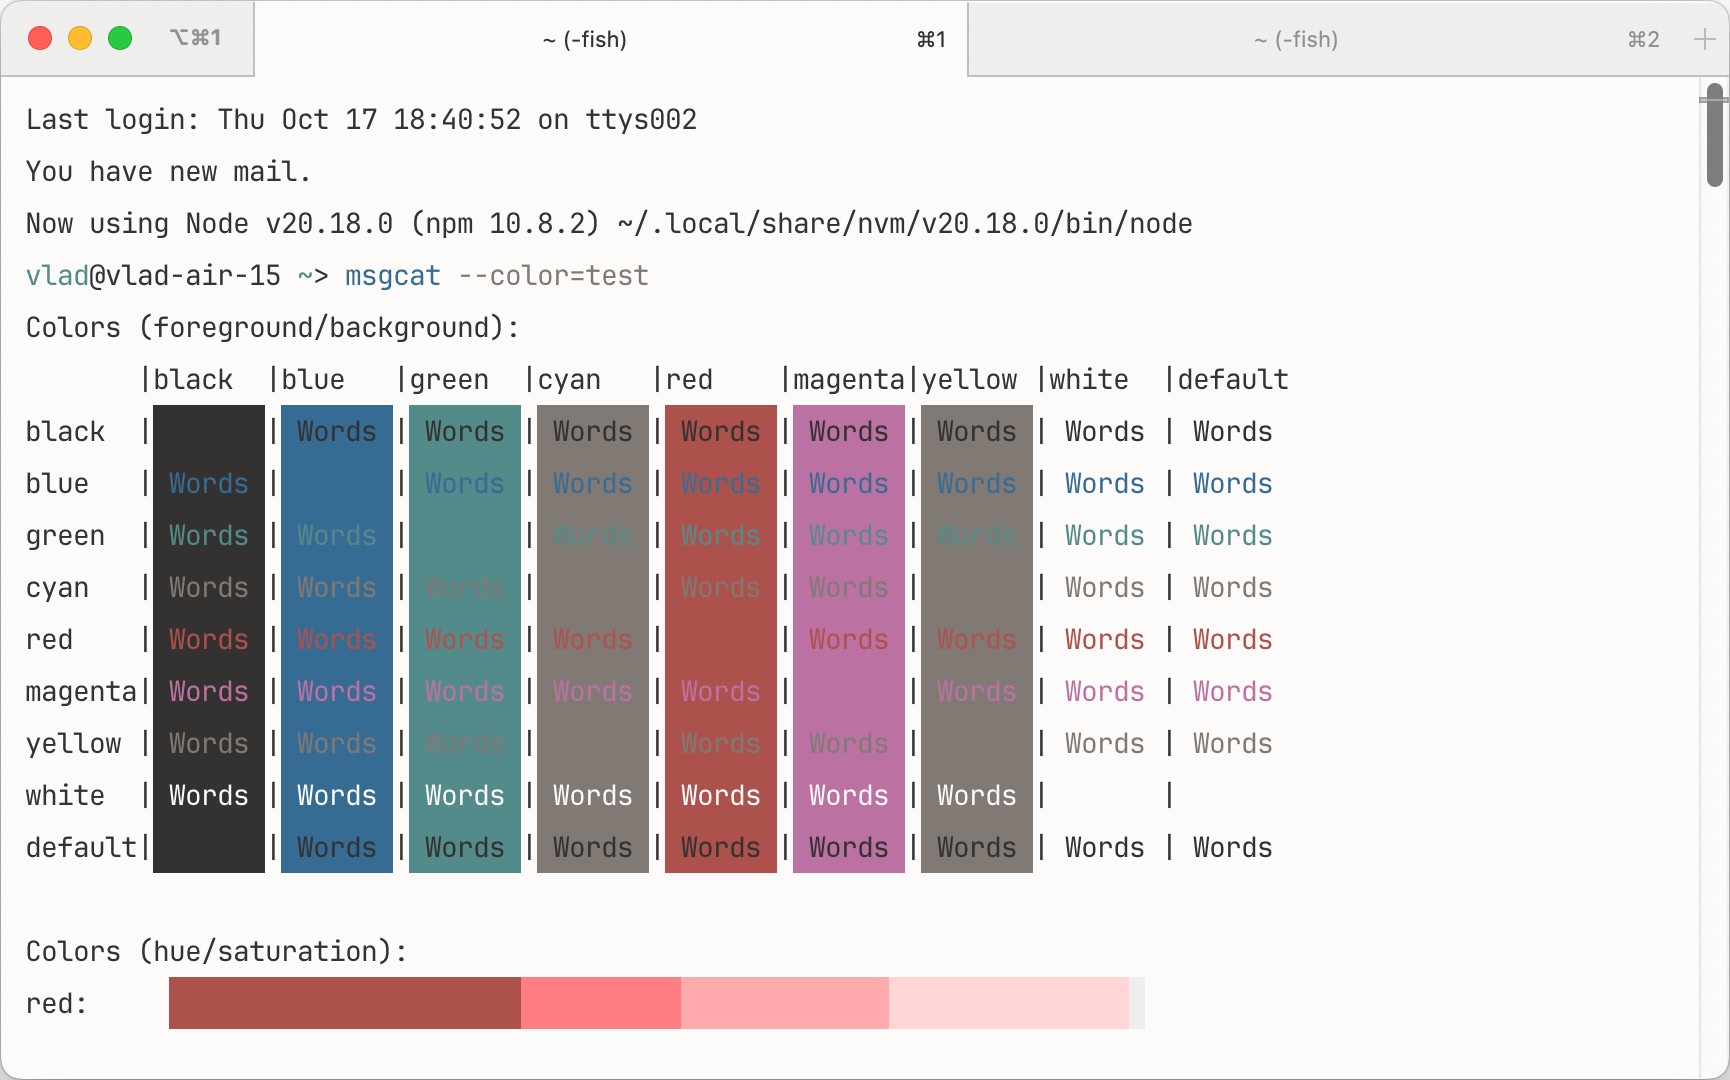 ⌥⌘1 ~ (-fish) ⌘1 ~ (-fish) ⌘2
Last login: Thu Oct 17 18:40:52 on ttys002
You have new mail.
Now using Node v20.18.0 (npm 10.8.2) ~/.local/share/nvm/v20.18.0/bin/node
vlad@vlad-air-15 ~> msgcat --color=test
Colors (foreground/background):
       |black  |blue   |green  |cyan   |red    |magenta|yellow |white  |default
black  |       | Words | Words | Words | Words | Words | Words | Words | Words
blue   | Words |       | Words | Words | Words | Words | Words | Words | Words
green  | Words | Words |       | Words | Words | Words | Words | Words | Words
cyan   | Words | Words | Words |       | Words | Words |       | Words | Words
red    | Words | Words | Words | Words |       | Words | Words | Words | Words
magenta| Words | Words | Words | Words | Words |       | Words | Words | Words
yellow | Words | Words | Words |       | Words | Words |       | Words | Words
white  | Words | Words | Words | Words | Words | Words | Words |       |
default|       | Words | Words | Words | Words | Words | Words | Words | Words
Colors (hue/saturation):
red: